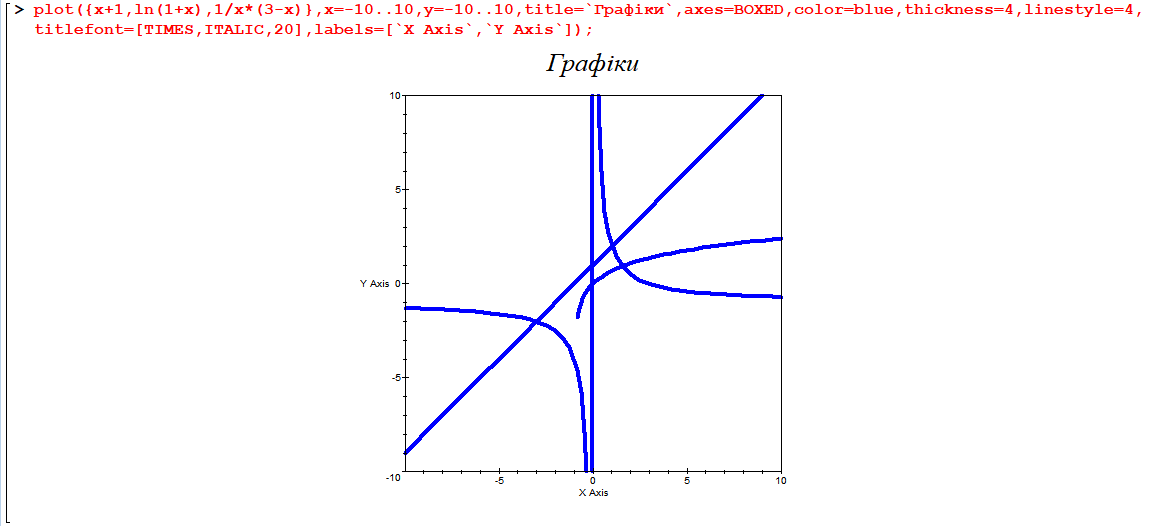 > plot({x+1,ln(1+x),1/x*(3-x)},x=-10..10,y=-10..10,title=`Графіки`,axes=BOXED,color=blue,thickness=4,linestyle=4,
titlefont=[TIMES,ITALIC,20],labels=[`X Axis`,`Y Axis`]);
Графіки
10
5
Y Axis 0
-5
-10
-5 0 5 10
X Axis